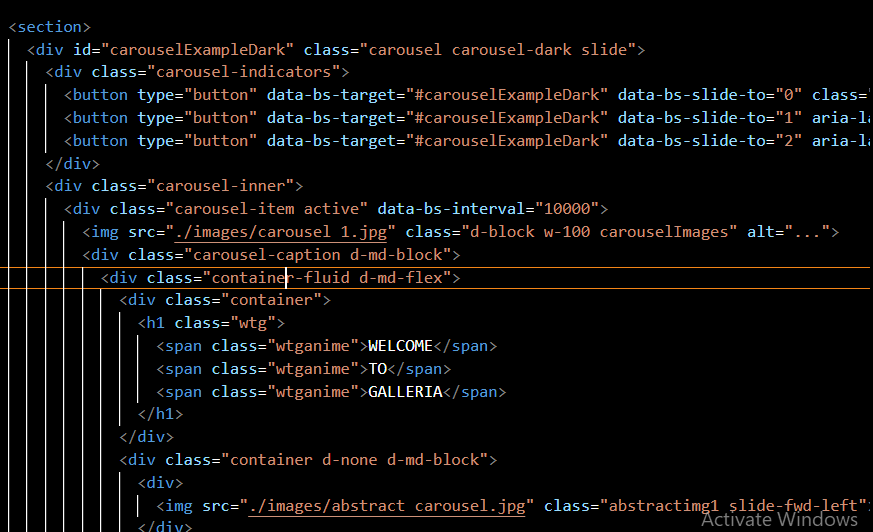 <section>
<div id="carouselExampleDark" class="carousel carousel-dark slide">
<div class="carousel-indicators">
<button type="button" data-bs-target="#carouselExampleDark" data-bs-slide-to="0" class="
<button type="button" data-bs-target="#carouselExampleDark" data-bs-slide-to="1" aria-la
<button type="button" data-bs-target="#carouselExampleDark" data-bs-slide-to="2" aria-la
</div>
<div class="carousel-inner">
<div class="carousel-item active" data-bs-interval="10000">
<img src="./images/carousel 1.jpg" class="d-block w-100 carouselImages" alt="...">
<div class="carousel-caption d-md-block">
<div class="container-fluid d-md-flex">
<div class="container">
<h1 class="wtg">
<span class="wtganime">WELCOME</span>
<span class="wtganime">TO</span>
<span class="wtganime">GALLERIA</span>
</h1>
</div>
<div class="container d-none d-md-block">
<div>
<img src="./images/abstract carousel.jpg" class="abstractimg1 slide-fwd-left"
</div>
Activate Windows